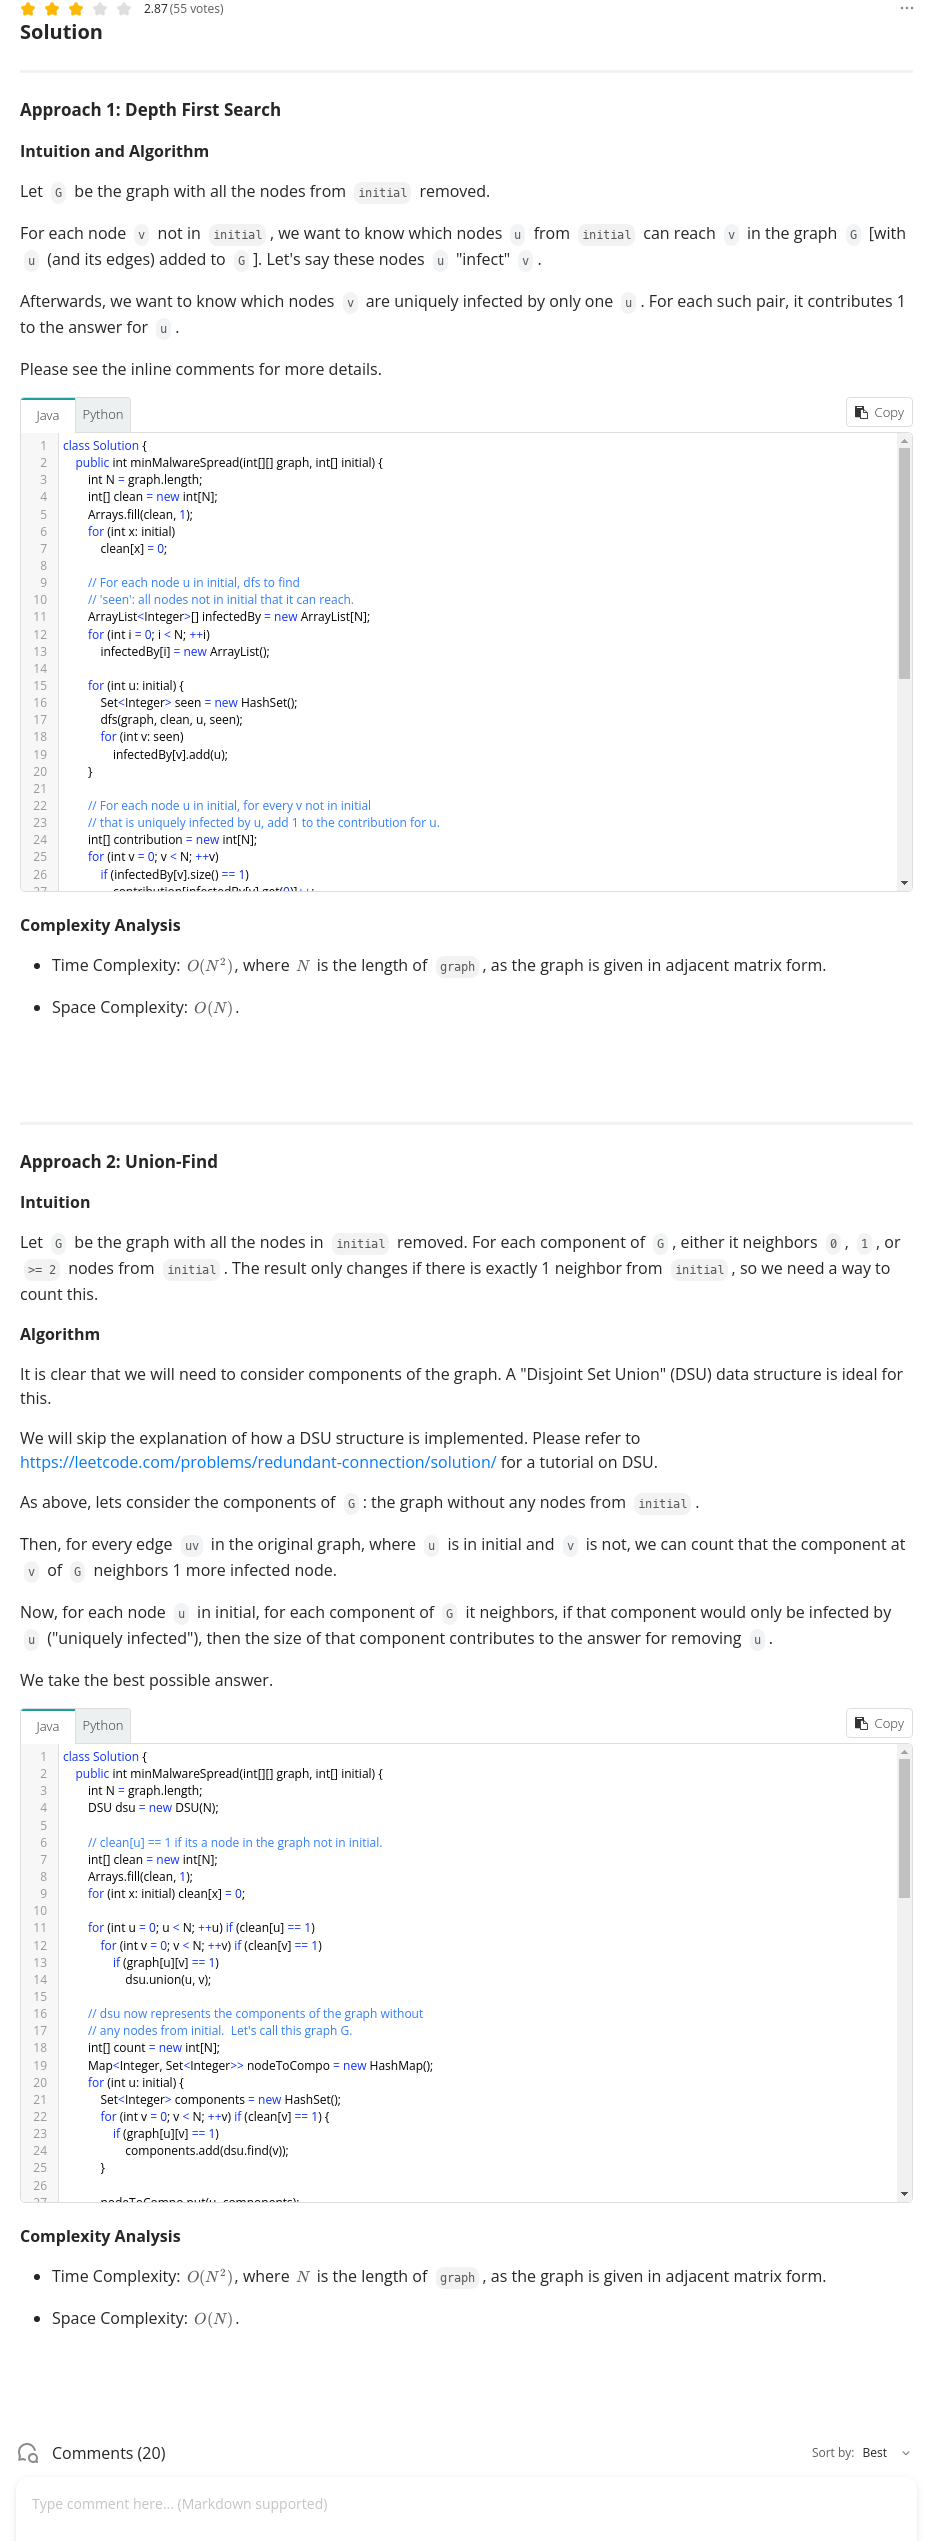 2.87 (55 votes)
Solution
Approach 1: Depth First Search
Intuition and Algorithm
Let G be the graph with all the nodes from initial removed.
For each node v not in initial , we want to know which nodes u from initial can reach v in the graph G [with
u (and its edges) added to G ]. Let's say these nodes u "infect" v .
Afterwards, we want to know which nodes v are uniquely infected by only one u . For each such pair, it contributes 1
to the answer for u .
Please see the inline comments for more details.
Java Python Copy
1 class Solution {
2 public int minMalwareSpread(int[][] graph, int[] initial) {
3 int N = graph.length;
4 int[] clean = new int[N];
5 Arrays.fill(clean, 1);
6 for (int x: initial)
7 clean[x] = 0;
8
9 // For each node u in initial, dfs to find
10 // 'seen': all nodes not in initial that it can reach.
11 ArrayList<Integer>[] infectedBy = new ArrayList[N];
12 for (int i = 0; i < N; ++i)
13 infectedBy[i] = new ArrayList();
14
15 for (int u: initial) {
16 Set<Integer> seen = new HashSet();
17 dfs(graph, clean, u, seen);
18 for (int v: seen)
19 infectedBy[v].add(u);
20 }
21
22 // For each node u in initial, for every v not in initial
23 // that is uniquely infected by u, add 1 to the contribution for u.
24 int[] contribution = new int[N];
25 for (int v = 0; v < N; ++v)
26 if (infectedBy[v].size() == 1)
27 contribution[infectedBy[v].get(0)]++;
Complexity Analysis
• Time Complexity: O(N²), where N is the length of graph , as the graph is given in adjacent matrix form.
• Space Complexity: O(N).
Approach 2: Union-Find
Intuition
Let G be the graph with all the nodes in initial removed. For each component of G , either it neighbors 0 , 1 , or
>= 2 nodes from initial . The result only changes if there is exactly 1 neighbor from initial , so we need a way to
count this.
Algorithm
It is clear that we will need to consider components of the graph. A "Disjoint Set Union" (DSU) data structure is ideal for
this.
We will skip the explanation of how a DSU structure is implemented. Please refer to
https://leetcode.com/problems/redundant-connection/solution/ for a tutorial on DSU.
As above, lets consider the components of G : the graph without any nodes from initial .
Then, for every edge uv in the original graph, where u is in initial and v is not, we can count that the component at
v of G neighbors 1 more infected node.
Now, for each node u in initial, for each component of G it neighbors, if that component would only be infected by
u ("uniquely infected"), then the size of that component contributes to the answer for removing u .
We take the best possible answer.
Java Python Copy
1 class Solution {
2 public int minMalwareSpread(int[][] graph, int[] initial) {
3 int N = graph.length;
4 DSU dsu = new DSU(N);
5
6 // clean[u] == 1 if its a node in the graph not in initial.
7 int[] clean = new int[N];
8 Arrays.fill(clean, 1);
9 for (int x: initial) clean[x] = 0;
10
11 for (int u = 0; u < N; ++u) if (clean[u] == 1)
12 for (int v = 0; v < N; ++v) if (clean[v] == 1)
13 if (graph[u][v] == 1)
14 dsu.union(u, v);
15
16 // dsu now represents the components of the graph without
17 // any nodes from initial. Let's call this graph G.
18 int[] count = new int[N];
19 Map<Integer, Set<Integer>> nodeToCompo = new HashMap();
20 for (int u: initial) {
21 Set<Integer> components = new HashSet();
22 for (int v = 0; v < N; ++v) if (clean[v] == 1) {
23 if (graph[u][v] == 1)
24 components.add(dsu.find(v));
25 }
26
27 nodeToCompo.put(u, components);
Complexity Analysis
• Time Complexity: O(N²), where N is the length of graph , as the graph is given in adjacent matrix form.
• Space Complexity: O(N).
Comments (20) Sort by: Best
Type comment here... (Markdown supported)